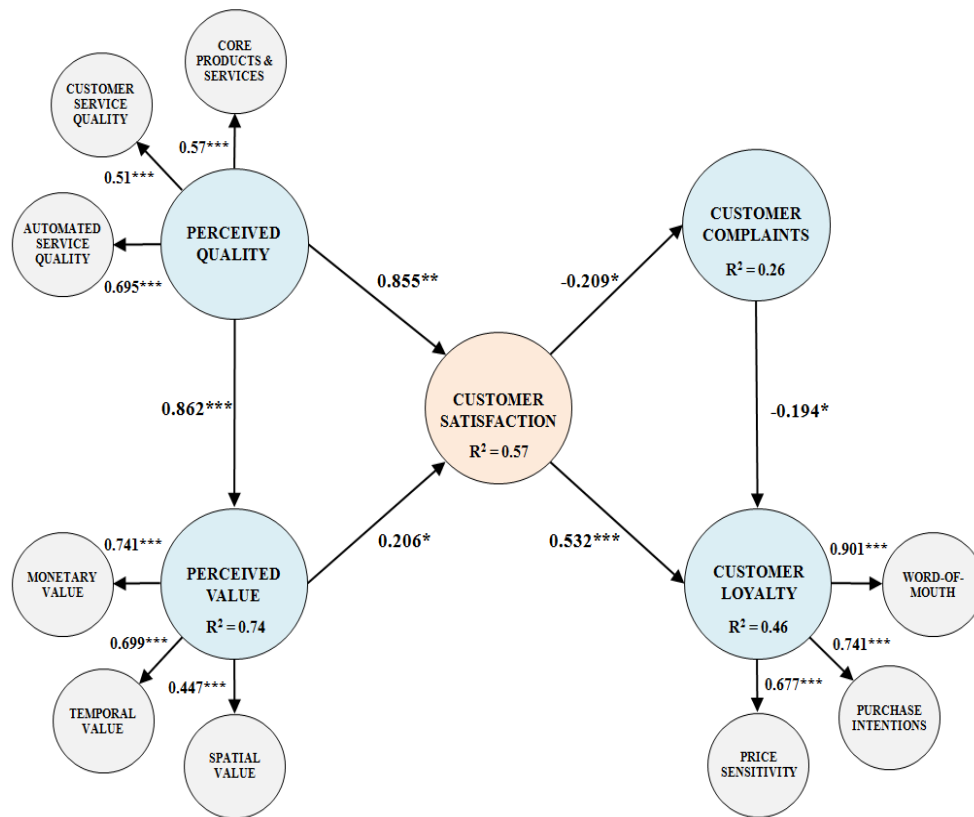 CORE
PRODUCTS &
SERVICES
CUSTOMER
SERVICE
QUALITY
0.57***
0.51***
AUTOMATED
SERVICE
QUALITY
0.695***
PERCEIVED
QUALITY
CUSTOMER
COMPLAINTS
R² = 0.26
0.855**
-0.209*
CUSTOMER
SATISFACTION
R² = 0.57
0.862***
-0.194*
0.206*
0.532***
PERCEIVED
VALUE
R² = 0.74
0.741***
MONETARY
VALUE
0.699***
TEMPORAL
VALUE
0.447***
SPATIAL
VALUE
CUSTOMER
LOYALTY
R² = 0.46
0.901***
WORD-OF-
MOUTH
0.741***
PURCHASE
INTENTIONS
0.677***
PRICE
SENSITIVITY